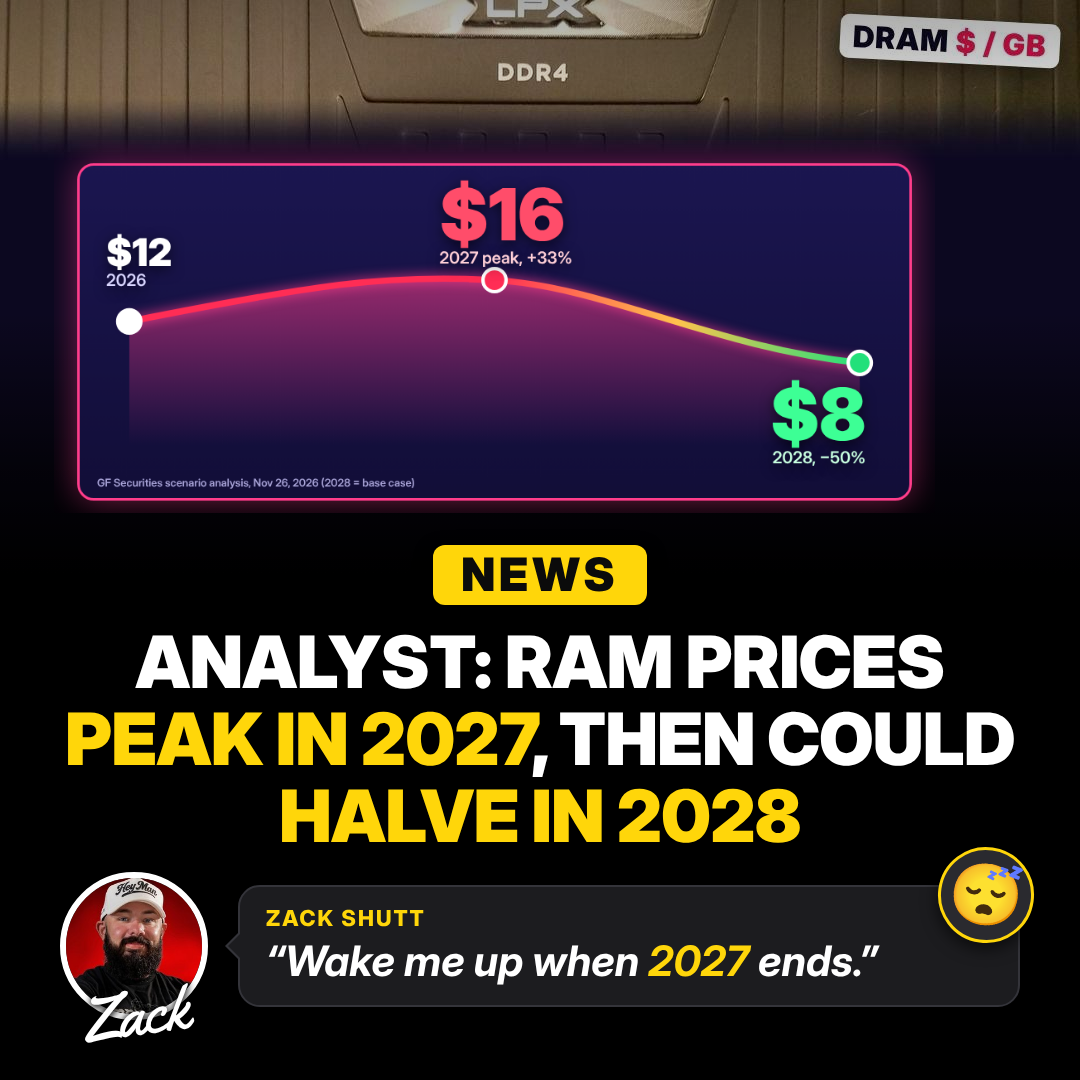 LPX
DDR4
DRAM $ / GB
$16
2027 peak, +33%
$12
2026
$8
2028, −50%
GF Securities scenario analysis, Nov 26, 2026 (2028 = base case)
NEWS
ANALYST: RAM PRICES
PEAK IN 2027, THEN COULD
HALVE IN 2028
Hey Man
ZACK SHUTT
“Wake me up when 2027 ends.”
Zack